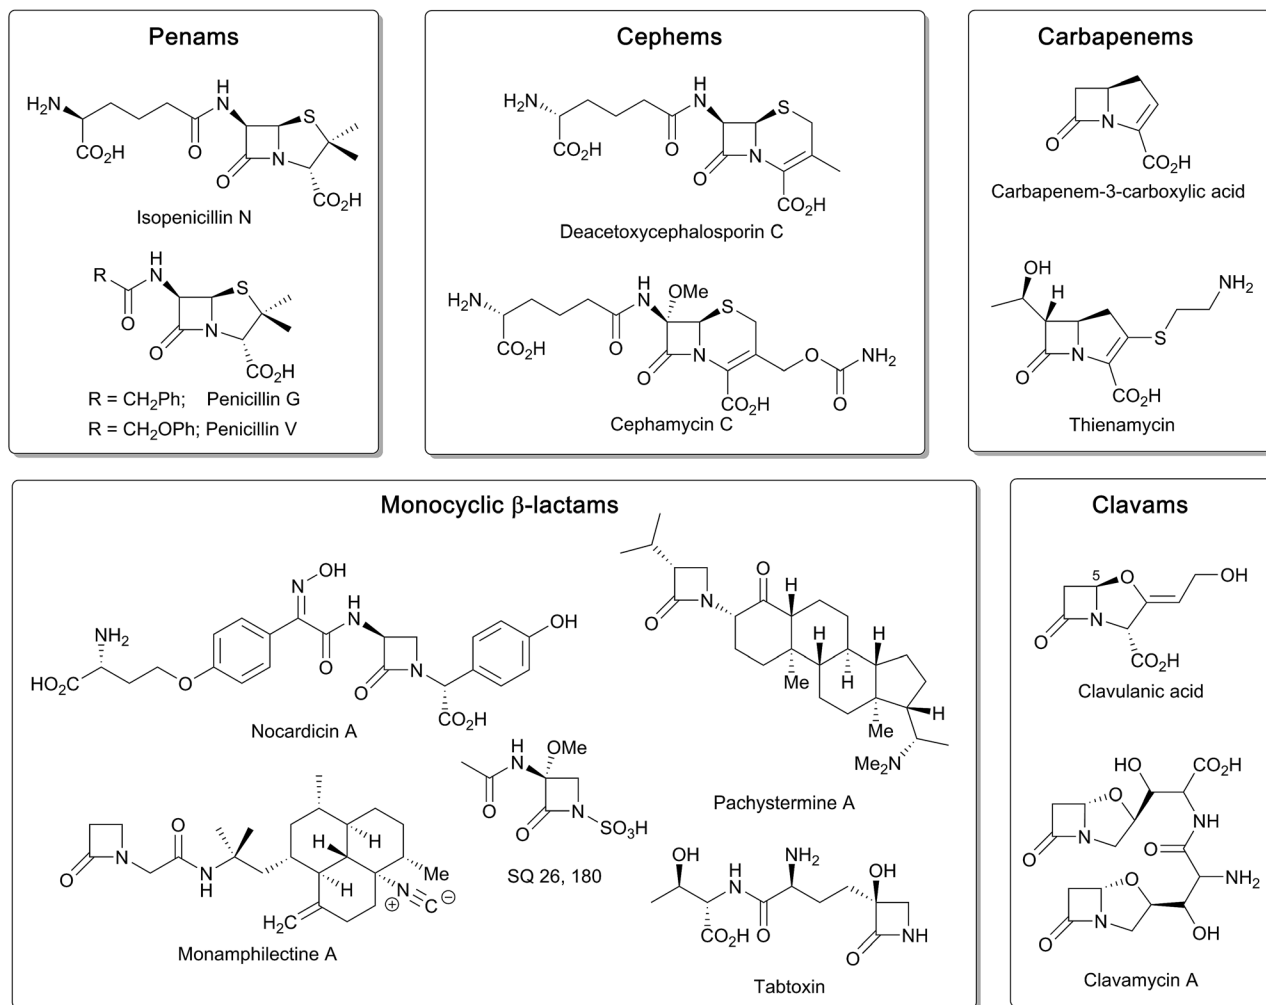 Penams
H₂N
CO₂H
O
H
N
S
N
O
CO₂H
Isopenicillin N
R
O
H
N
S
N
O
CO₂H
R = CH₂Ph; Penicillin G
R = CH₂OPh; Penicillin V
Cephems
H₂N
CO₂H
O
H
N
S
N
O
CO₂H
Deacetoxycephalosporin C
H₂N
CO₂H
O
H
N
OMe
S
N
O
CO₂H
O
NH₂
O
Cephamycin C
Carbapenems
O
N
CO₂H
Carbapenem-3-carboxylic acid
OH
H
NH₂
S
N
O
CO₂H
Thienamycin
Monocyclic β-lactams
OH
N
H
N
NH₂
HO₂C
O
O
O
N
OH
CO₂H
Nocardicin A
O
N
O
H
H
H
Me
H
H
Me
Me₂N
Pachystermine A
O
N
O
N
H
H
H
H
Me
N
⊕
C
⊖
H₂C
Monamphilectine A
H
N
OMe
O
O
N
SO₃H
SQ 26, 180
OH
H
N
NH₂
OH
CO₂H
O
O
NH
Tabtoxin
Clavams
5
O
OH
N
O
CO₂H
Clavulanic acid
HO
CO₂H
O
N
O
NH
O
O
NH₂
N
O
OH
Clavamycin A